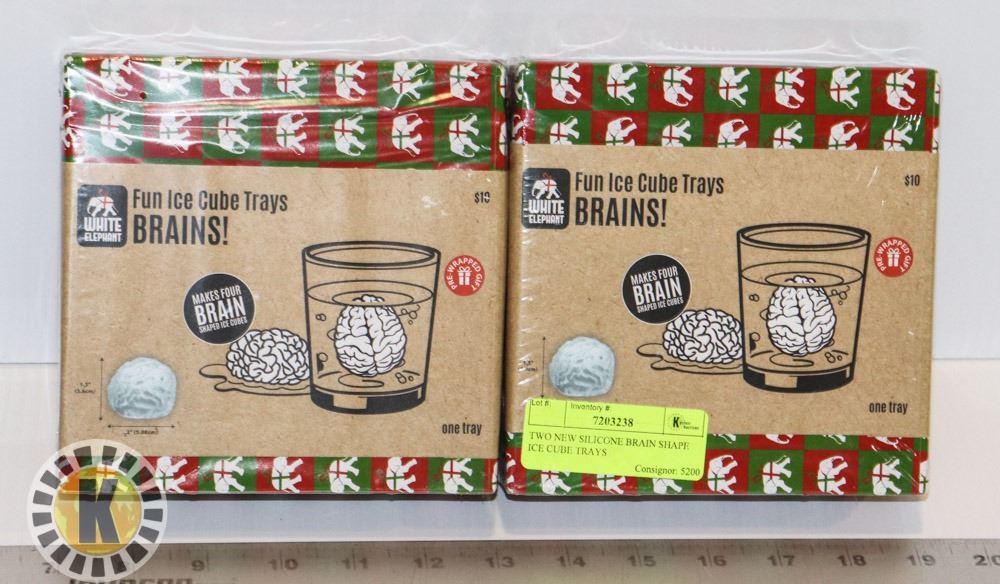 WHITE
ELEPHANT
Fun Ice Cube Trays
BRAINS!
$10
PRE-WRAPPED GIFT
MAKES FOUR
BRAIN
SHAPED ICE CUBES
2" (5.08cm)
one tray
WHITE
ELEPHANT
Fun Ice Cube Trays
BRAINS!
$10
PRE-WRAPPED GIFT
MAKES FOUR
BRAIN
SHAPED ICE CUBES
one tray
Lot #:
Inventory #:
7203238
TWO NEW SILICONE BRAIN SHAPE
ICE CUBE TRAYS
Consignor: 5200
K
9 10 11 12 13 14 15 16 17 18 19 20